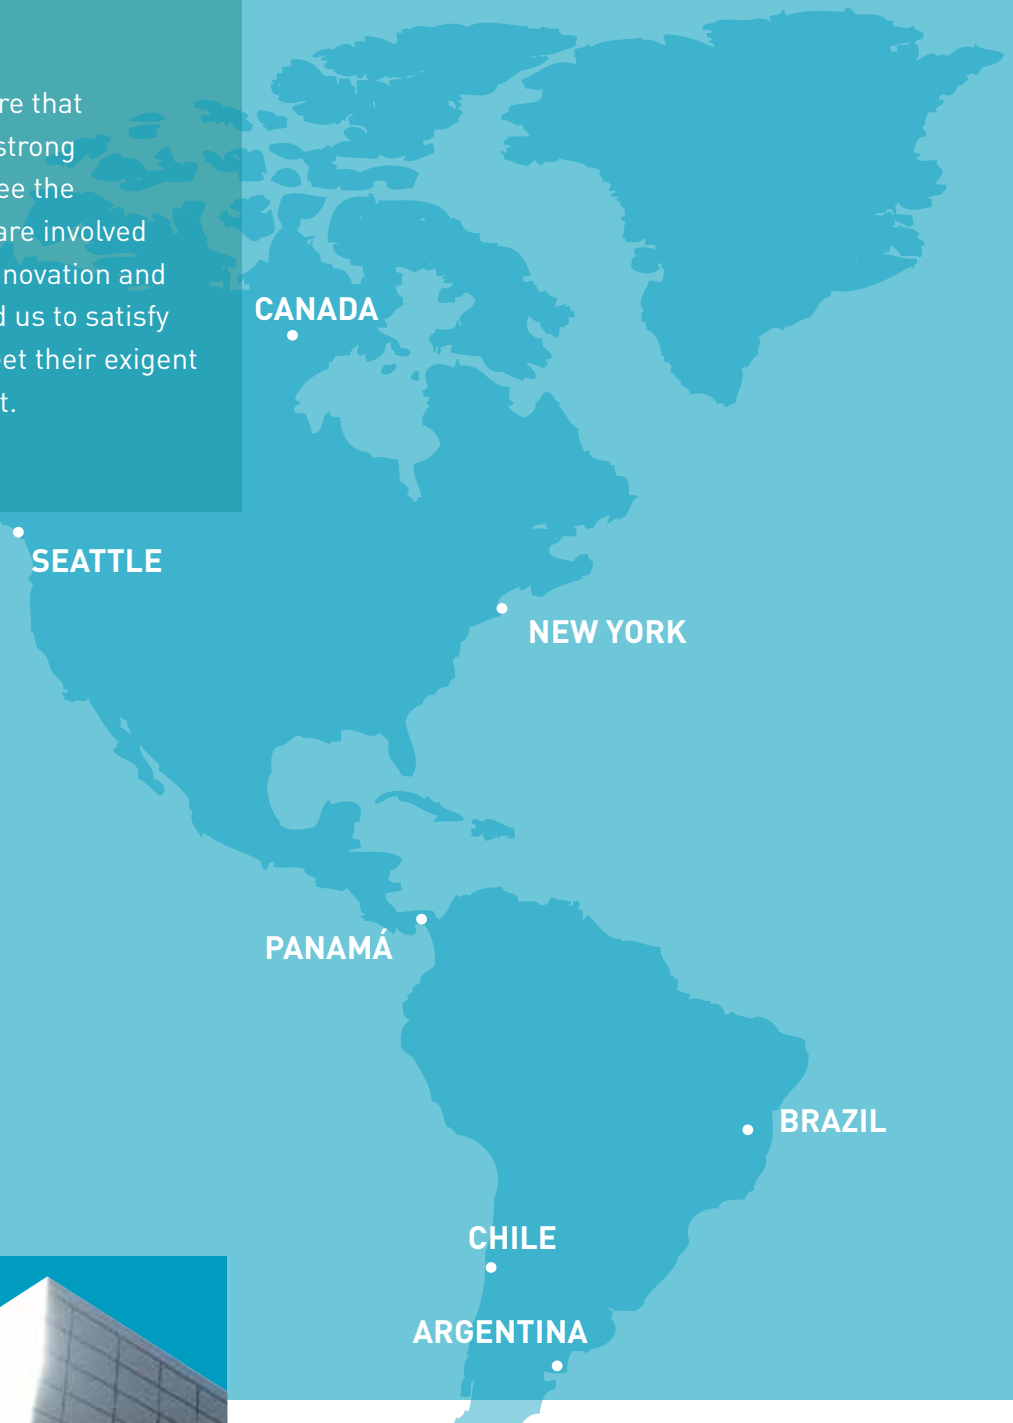 re that
strong
ee the
are involved
novation and
d us to satisfy
et their exigent
t.
CANADA
SEATTLE
NEW YORK
PANAMÁ
BRAZIL
CHILE
ARGENTINA